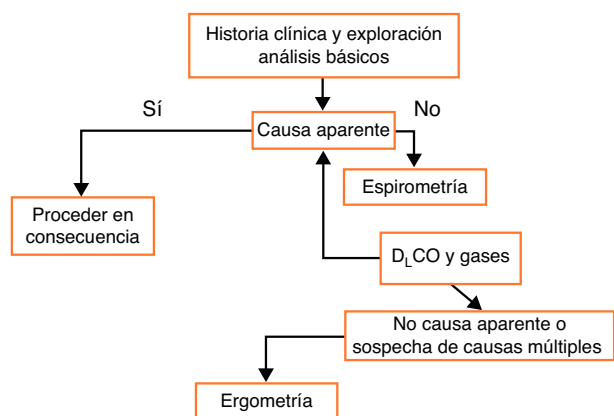 Historia clínica y exploración
análisis básicos
Sí
No
Causa aparente
Espirometría
Proceder en
consecuencia
DLCO y gases
No causa aparente o
sospecha de causas múltiples
Ergometría